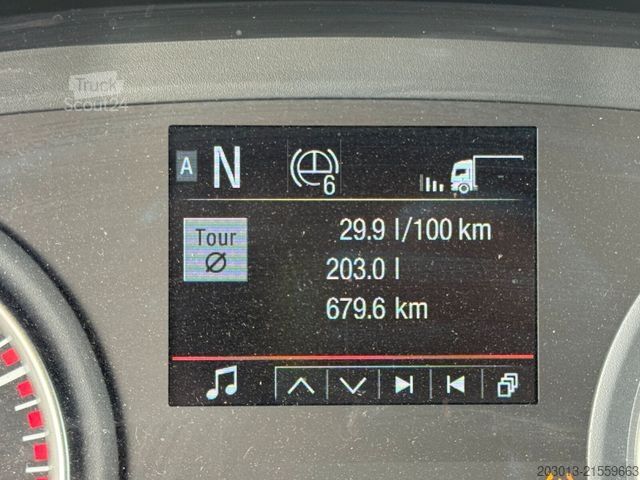 Truck
Scout24
A N 6
Tour
Ø
29.9 l/100 km
203.0 l
679.6 km
203013-21559663